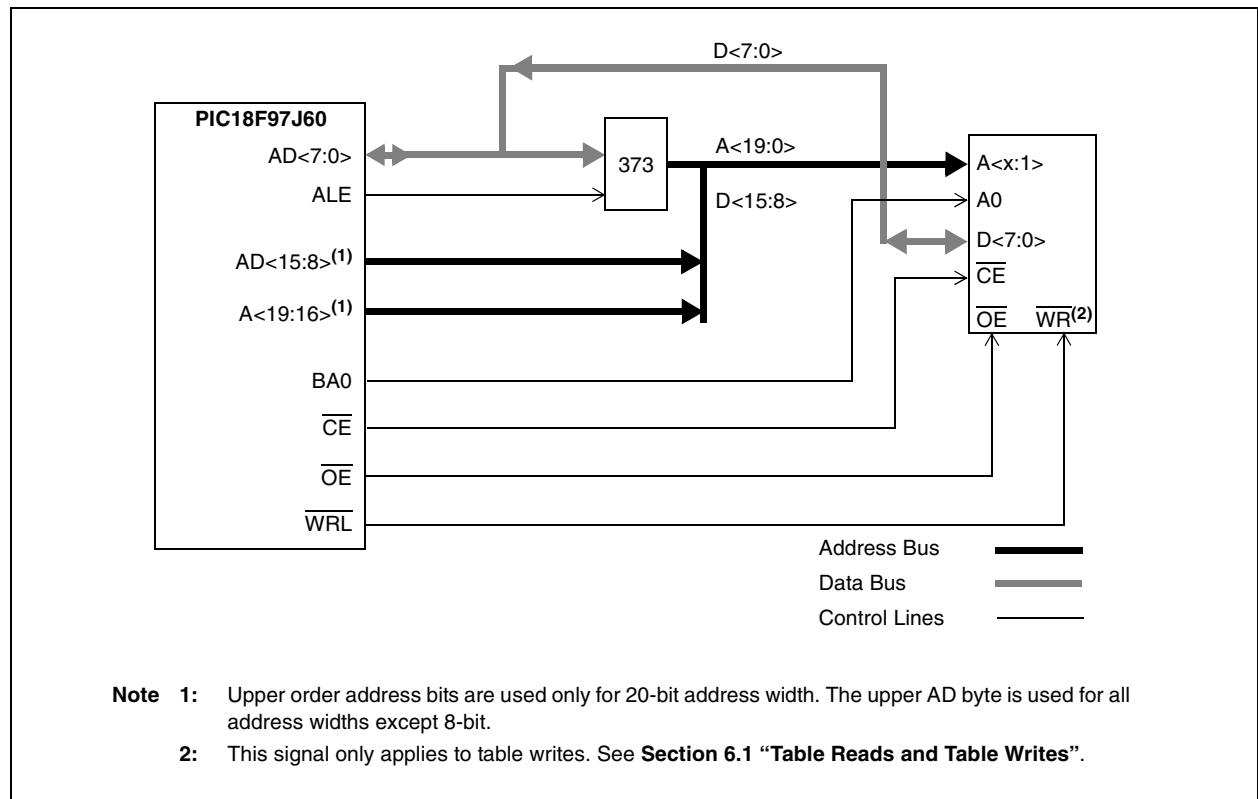 D<7:0>
PIC18F97J60
AD<7:0>
373
A<19:0>
A<x:1>
ALE
D<15:8>
A0
D<7:0>
AD<15:8>(1)
CE
A<19:16>(1)
OE WR(2)
BA0
CE
OE
WRL
Address Bus
Data Bus
Control Lines
Note 1: Upper order address bits are used only for 20-bit address width. The upper AD byte is used for all
address widths except 8-bit.
2: This signal only applies to table writes. See Section 6.1 “Table Reads and Table Writes”.